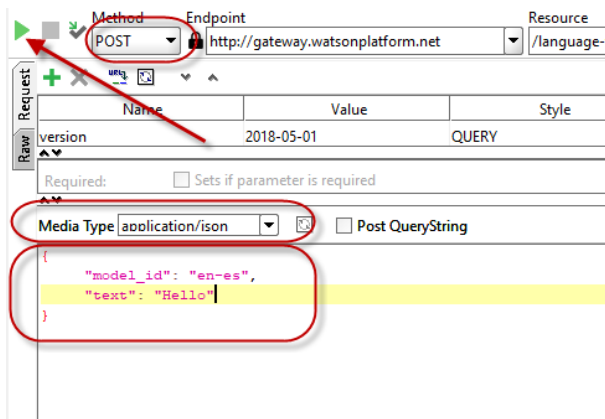 Method Endpoint Resource
POST http://gateway.watsonplatform.net /language-
Request
Raw
Name Value Style
version 2018-05-01 QUERY
Required: Sets if parameter is required
Media Type application/json Post QueryString
{
"model_id": "en-es",
"text": "Hello"
}